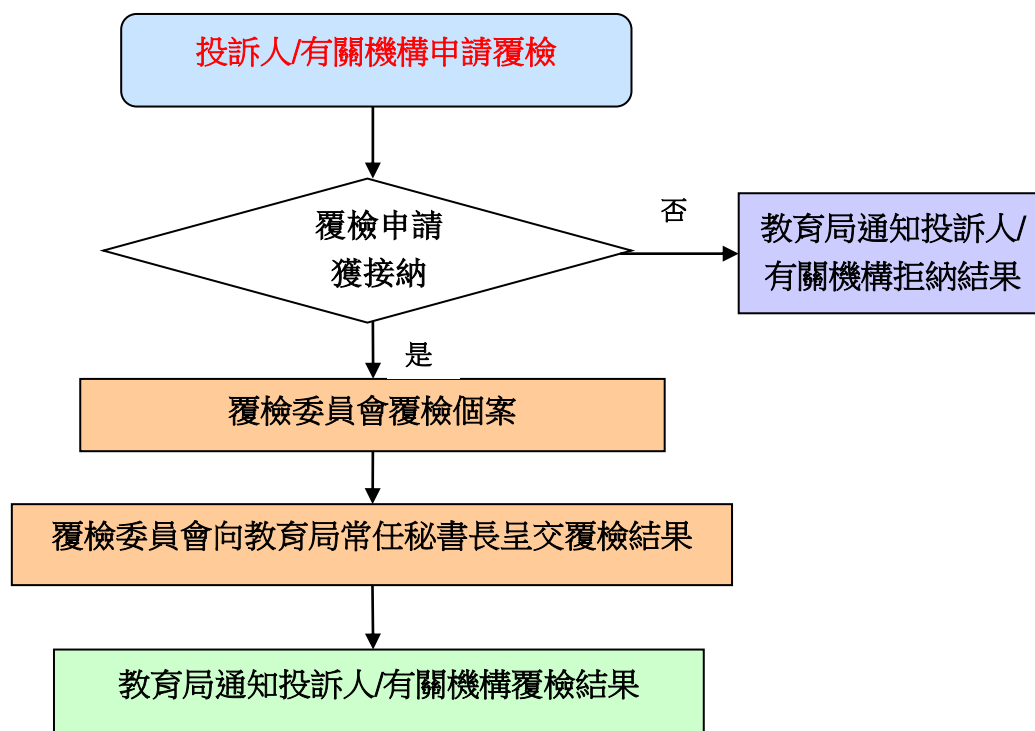 投訴人/有關機構申請覆檢
覆檢申請
獲接納
否
教育局通知投訴人/
有關機構拒納結果
是
覆檢委員會覆檢個案
覆檢委員會向教育局常任秘書長呈交覆檢結果
教育局通知投訴人/有關機構覆檢結果